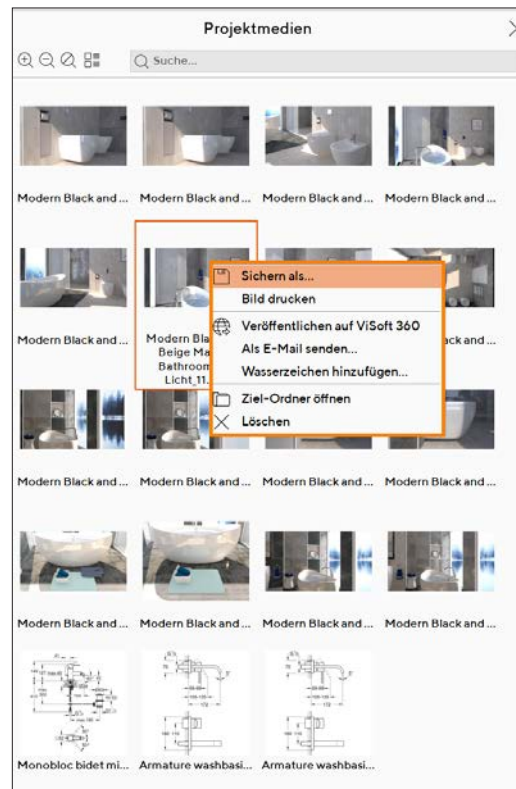 Projektmedien
Suche...
Modern Black and ... Modern Black and ... Modern Black and ... Modern Black and ...
Sichern als...
Bild drucken
Modern Black and ...
Modern Bla
Veröffentlichen auf ViSoft 360
ack and ...
Beige Ma
Als E-Mail senden...
Bathroom
Wasserzeichen hinzufügen...
Licht_11.
Ziel-Ordner öffnen
Löschen
Modern Black and ... Modern Black and ... Modern Black and ... Modern Black and ...
Modern Black and ... Modern Black and ... Modern Black and ... Modern Black and ...
Monobloc bidet mi... Armature washbasi... Armature washbasi...